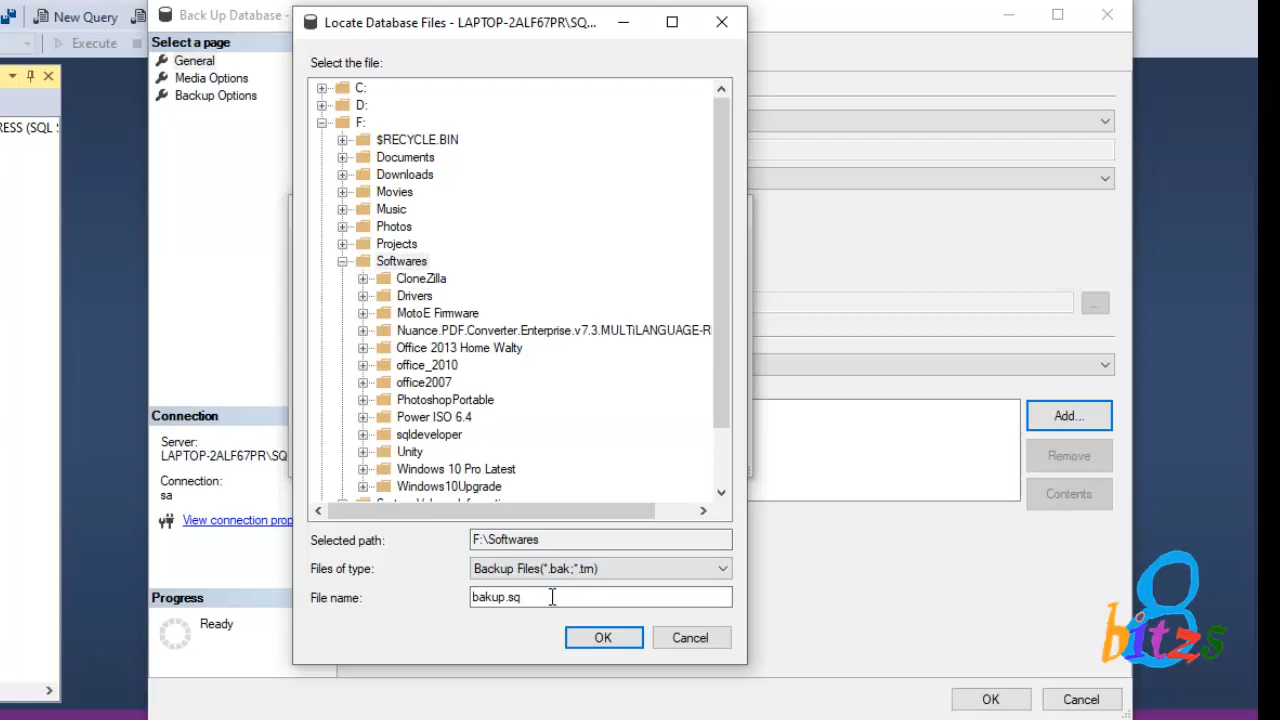 New Query
Back Up Database -
Locate Database Files - LAPTOP-2ALF67PR\SQ...
Execute
Select a page
General
Media Options
Backup Options
RESS (SQL
Select the file:
C:
D:
F:
$RECYCLE.BIN
Documents
Downloads
Movies
Music
Photos
Projects
Softwares
CloneZilla
Drivers
MotoE Firmware
Nuance.PDF.Converter.Enterprise.v7.3.MULTiLANGUAGE-R
Office 2013 Home Walty
office_2010
office2007
PhotoshopPortable
Power ISO 6.4
sqldeveloper
Unity
Windows 10 Pro Latest
Windows10Upgrade
Connection
Server:
LAPTOP-2ALF67PR\SQ
Connection:
sa
View connection prop
Progress
Ready
Selected path:
F:\Softwares
Files of type:
Backup Files(*.bak;*.trn)
File name:
bakup.sq
OK
Cancel
...
Add...
Remove
Contents
OK
Cancel
8
bitzs